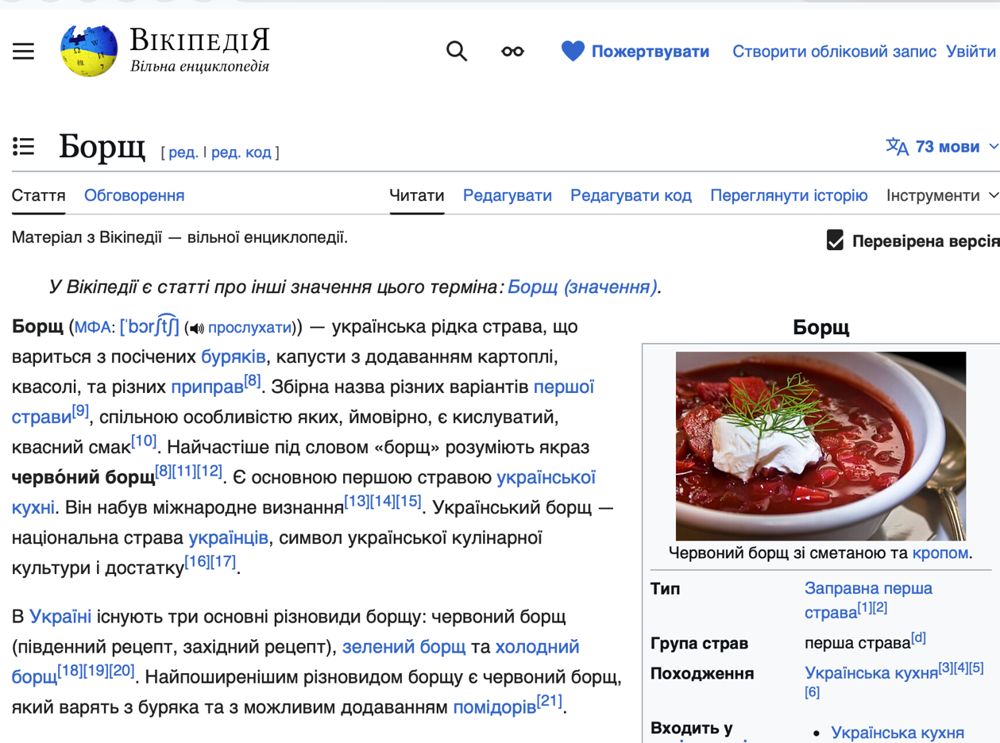 ВІКІПЕДІЯ
Вільна енциклопедія
Пожертвувати
Створити обліковий запис
Увійти
Борщ
[ ред. | ред. код ]
73 мови
Стаття
Обговорення
Читати
Редагувати
Редагувати код
Переглянути історію
Інструменти
Матеріал з Вікіпедії — вільної енциклопедії.
Перевірена версія
У Вікіпедії є статті про інші значення цього терміна: Борщ (значення).
Борщ (МФА: [ˈbɔrʃt͡ʃ] (прослухати)) — українська рідка страва, що
вариться з посічених буряків, капусти з додаванням картоплі,
квасолі, та різних приправ[8]. Збірна назва різних варіантів першої
страви[9], спільною особливістю яких, ймовірно, є кислуватий,
квасний смак[10]. Найчастіше під словом «борщ» розуміють якраз
черво́ний борщ[8][11][12]. Є основною першою стравою української
кухні. Він набув міжнародне визнання[13][14][15]. Український борщ —
національна страва українців, символ української кулінарної
культури і достатку[16][17].
В Україні існують три основні різновиди борщу: червоний борщ
(південний рецепт, західний рецепт), зелений борщ та холодний
борщ[18][19][20]. Найпоширенішим різновидом борщу є червоний борщ,
який варять з буряка та з можливим додаванням помідорів[21].
Борщ
Червоний борщ зі сметаною та кропом.
Тип
Заправна перша
страва[1][2]
Група страв
перша страва[d]
Походження
Українська кухня[3][4][5]
[6]
Входить у
• Українська кухня